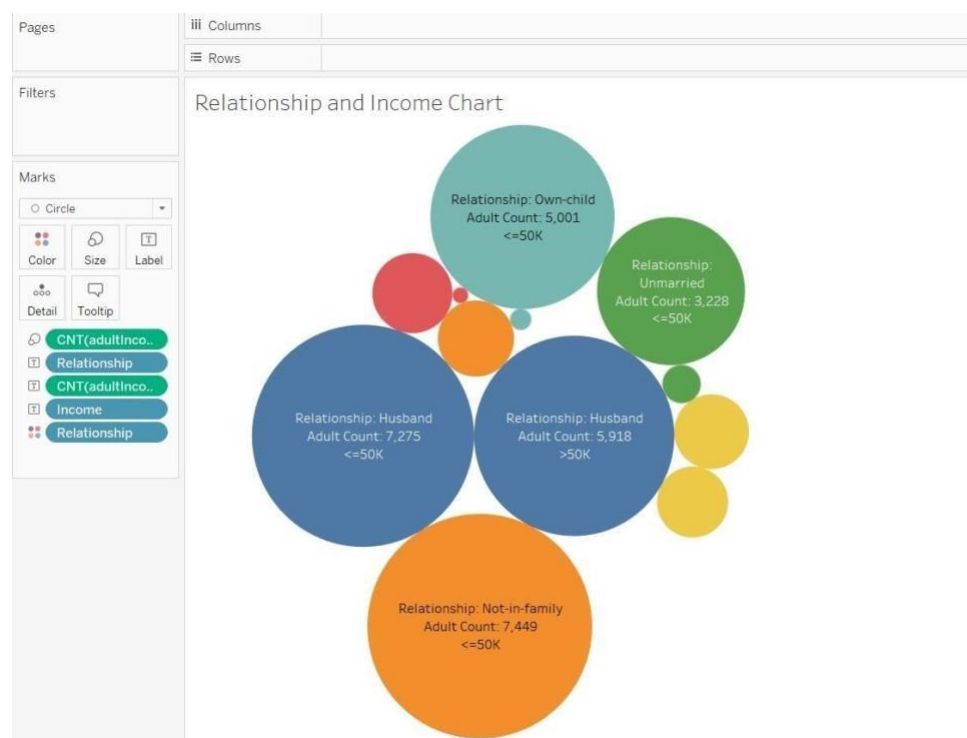 Pages
Columns
Rows
Filters
Relationship and Income Chart
Marks
Circle
Color
Size
Label
Detail
Tooltip
CNT(adultInco..
Relationship
CNT(adultInco..
Income
Relationship
Relationship: Own-child
Adult Count: 5,001
<=50K
Relationship:
Unmarried
Adult Count: 3,228
<=50K
Relationship: Husband
Adult Count: 7,275
<=50K
Relationship: Husband
Adult Count: 5,918
>50K
Relationship: Not-in-family
Adult Count: 7,449
<=50K